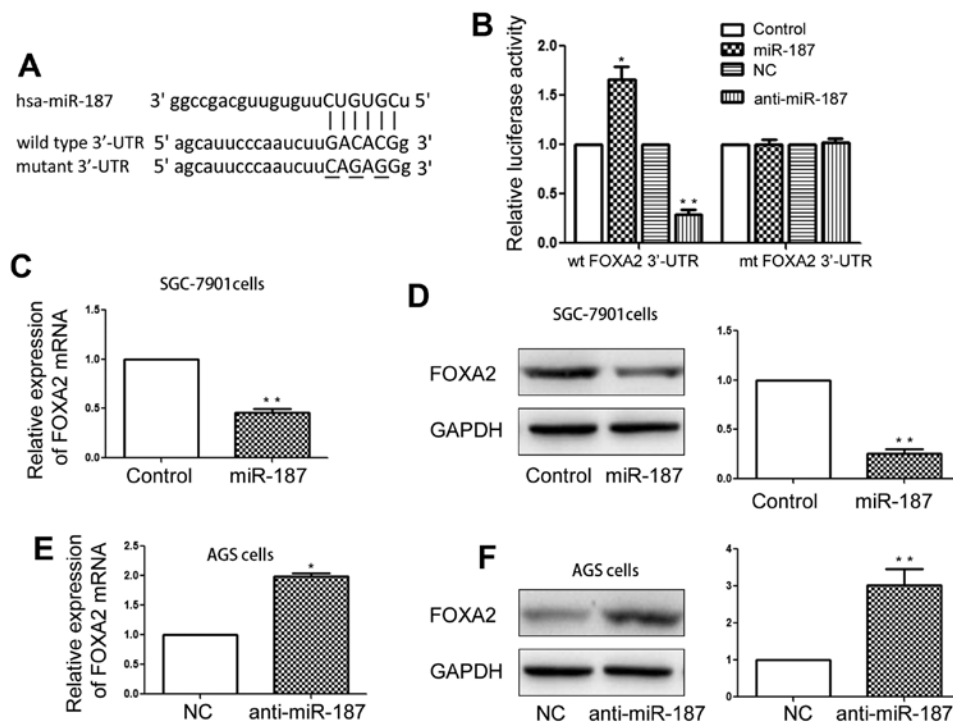 A
hsa-miR-187 3' ggccgacguuguguuCUGUGCu 5'
wild type 3'-UTR 5' agcauucccaaucuuGACACGg 3'
mutant 3'-UTR 5' agcauucccaaucuuCAGAGGg 3'
B
Relative luciferase activity
2.0
1.5
1.0
0.5
0.0
*
* *
Control
miR-187
NC
anti-miR-187
wt FOXA2 3'-UTR mt FOXA2 3'-UTR
C
SGC-7901cells
Relative expression
of FOXA2 mRNA
1.5
1.0
0.5
0.0
* *
Control miR-187
D
SGC-7901cells
FOXA2
GAPDH
Control miR-187
1.5
1.0
0.5
0.0
* *
Control miR-187
E
AGS cells
Relative expression
of FOXA2 mRNA
2.5
2.0
1.5
1.0
0.5
0.0
*
NC anti-miR-187
F
AGS cells
FOXA2
GAPDH
NC anti-miR-187
4
3
2
1
0
* *
NC anti-miR-187